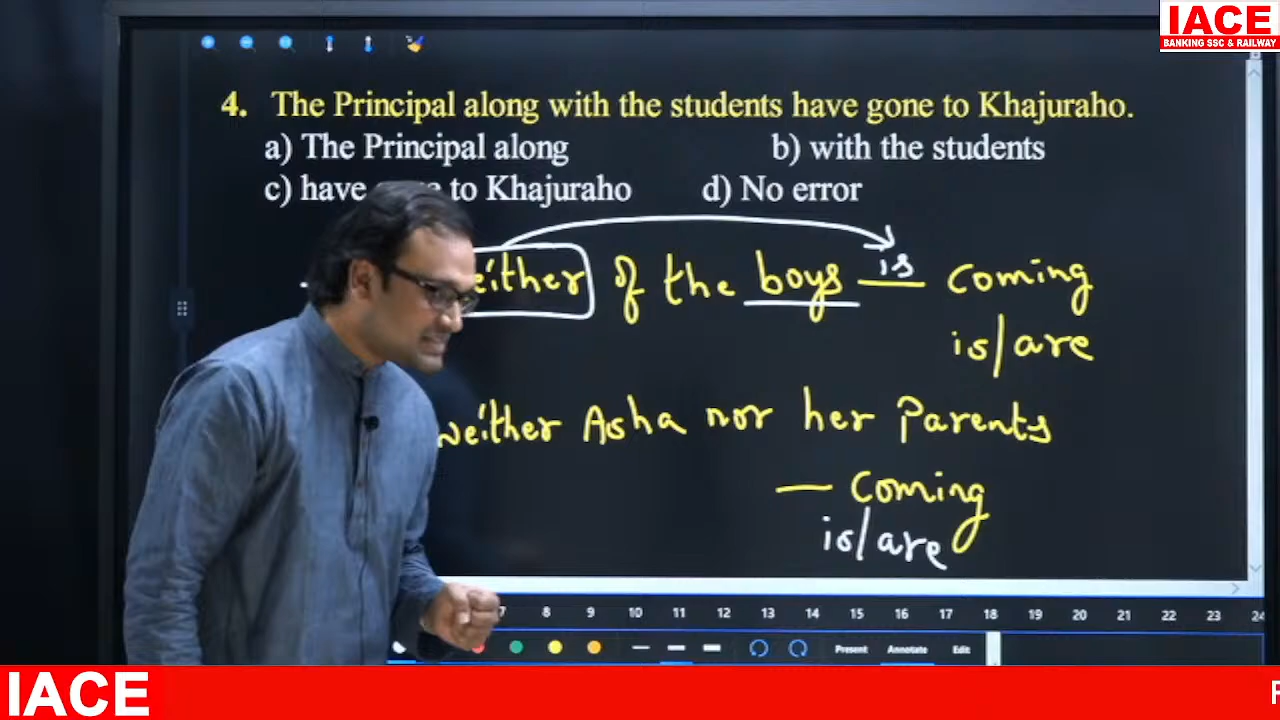 IACE
BANKING SSC & RAILWAY
4. The Principal along with the students have gone to Khajuraho.
a) The Principal along b) with the students
c) have to Khajuraho d) No error
either of the boys — is coming
is/are
Neither Asha nor her Parents
— Coming
is/are
7 8 9 10 11 12 13 14 15 16 17 18 19 20 21 22 23 24
Present Annotate Edit
IACE